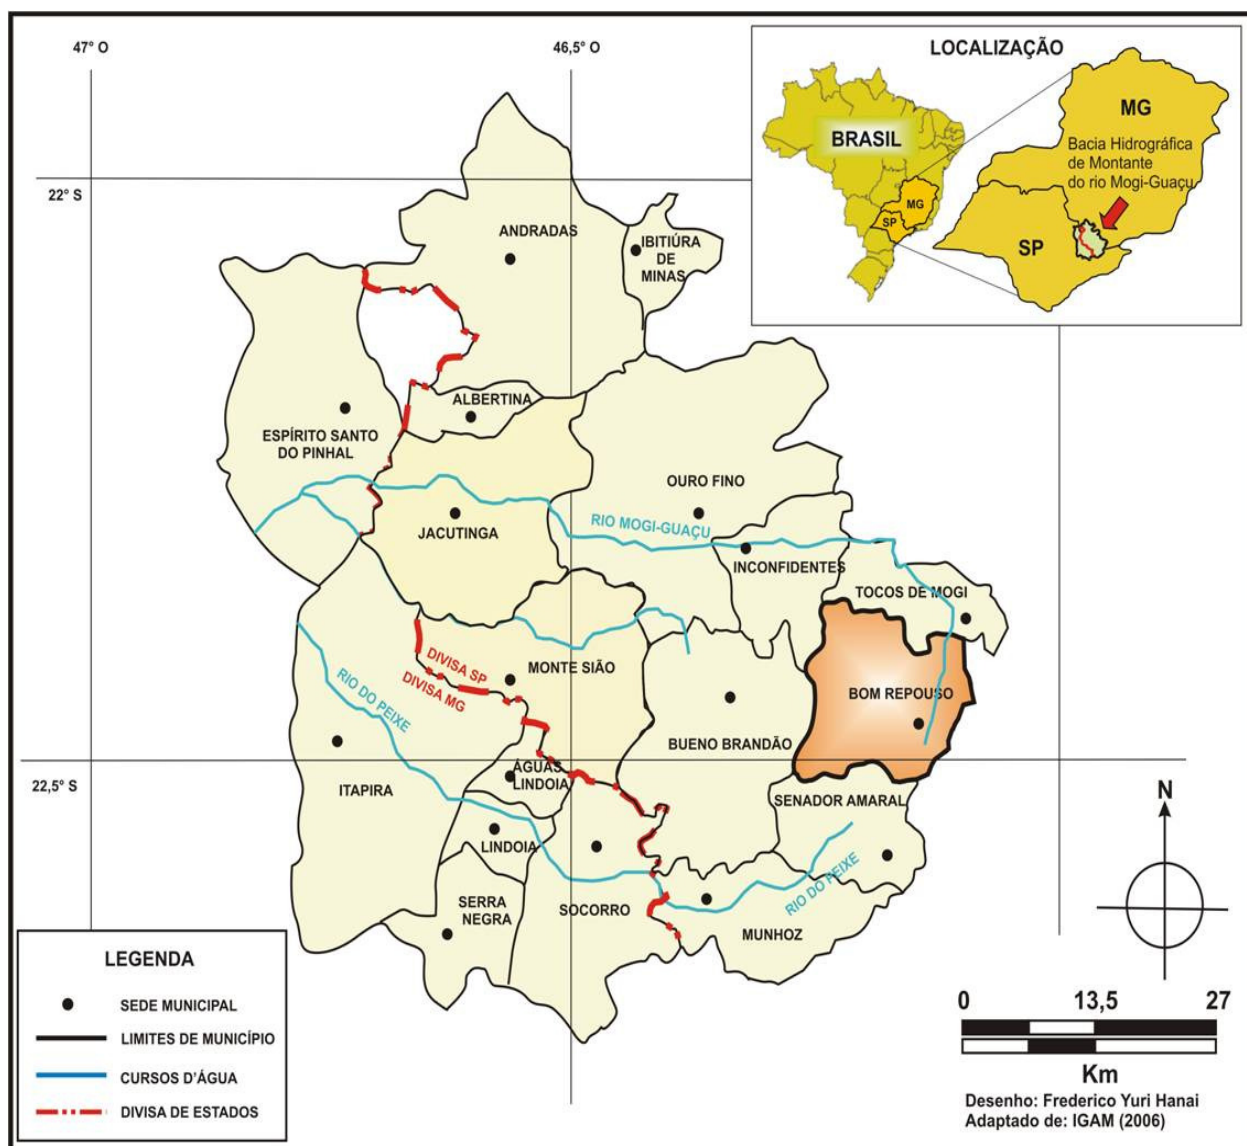 47° O
46,5° O
22° S
22,5° S
LOCALIZAÇÃO
BRASIL
MG
SP
MG
Bacia Hidrográfica
de Montante
do rio Mogi-Guaçu
SP
ANDRADAS
IBITIÚRA
DE
MINAS
ALBERTINA
ESPÍRITO SANTO
DO PINHAL
OURO FINO
JACUTINGA
RIO MOGI-GUAÇU
INCONFIDENTES
TOCOS DE MOGI
MONTE SIÃO
DIVISA SP
DIVISA MG
BOM REPOUSO
RIO DO PEIXE
BUENO BRANDÃO
ÁGUAS
LINDOIA
ITAPIRA
SENADOR AMARAL
LINDOIA
RIO DO PEIXE
SERRA
NEGRA
SOCORRO
MUNHOZ
N
LEGENDA
SEDE MUNICIPAL
LIMITES DE MUNICÍPIO
CURSOS D'ÁGUA
DIVISA DE ESTADOS
0 13,5 27
Km
Desenho: Frederico Yuri Hanai
Adaptado de: IGAM (2006)